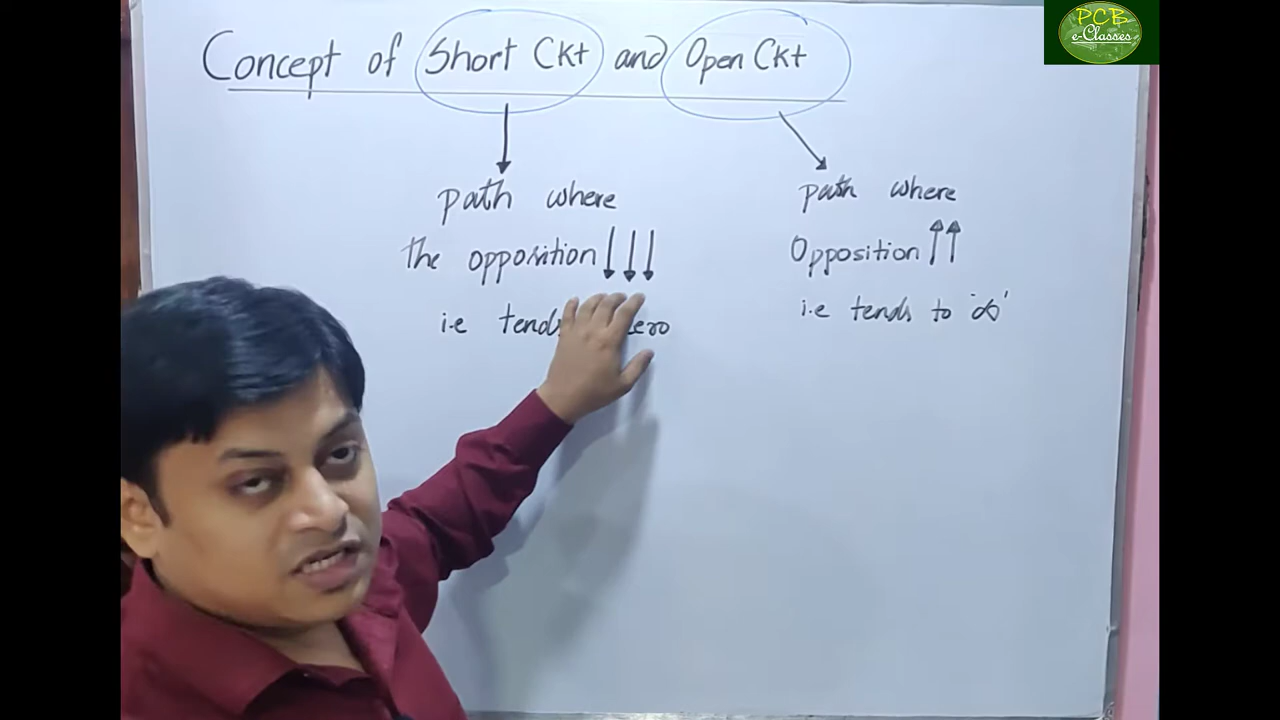 PCB
e-Classes
Concept of Short Ckt and Open Ckt
path where
The opposition ↓↓↓
i.e tends zero
path where
Opposition ↑↑
i.e tends to '∞'